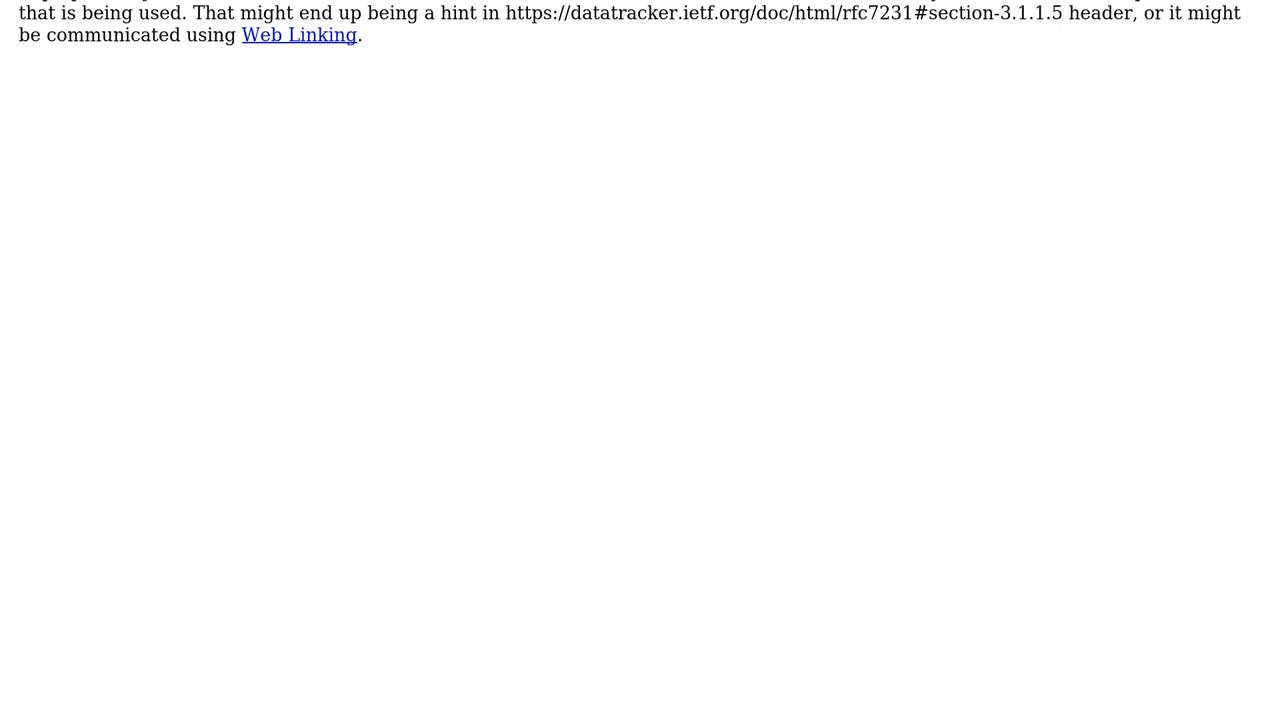 that is being used. That might end up being a hint in https://datatracker.ietf.org/doc/html/rfc7231#section-3.1.1.5 header, or it might
be communicated using Web Linking.